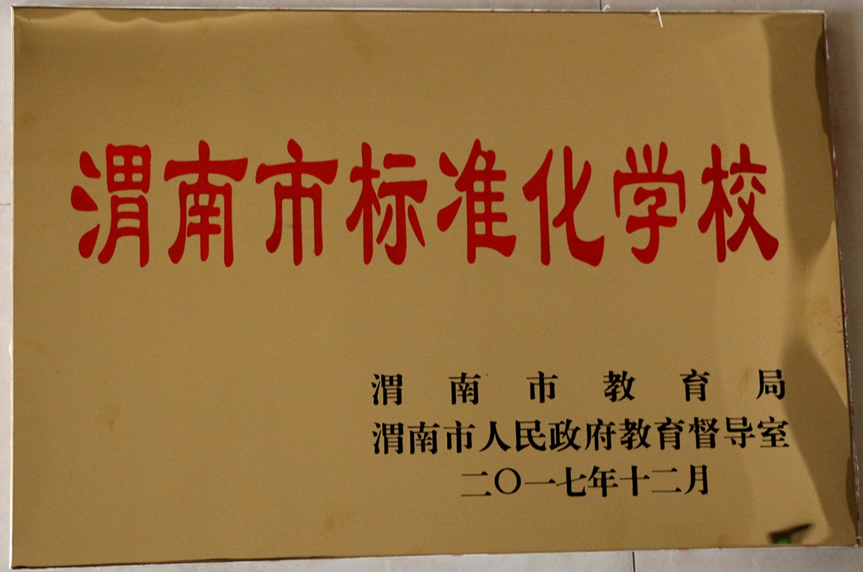 渭南市标准化学校
渭南市教育局
渭南市人民政府教育督导室
二〇一七年十二月